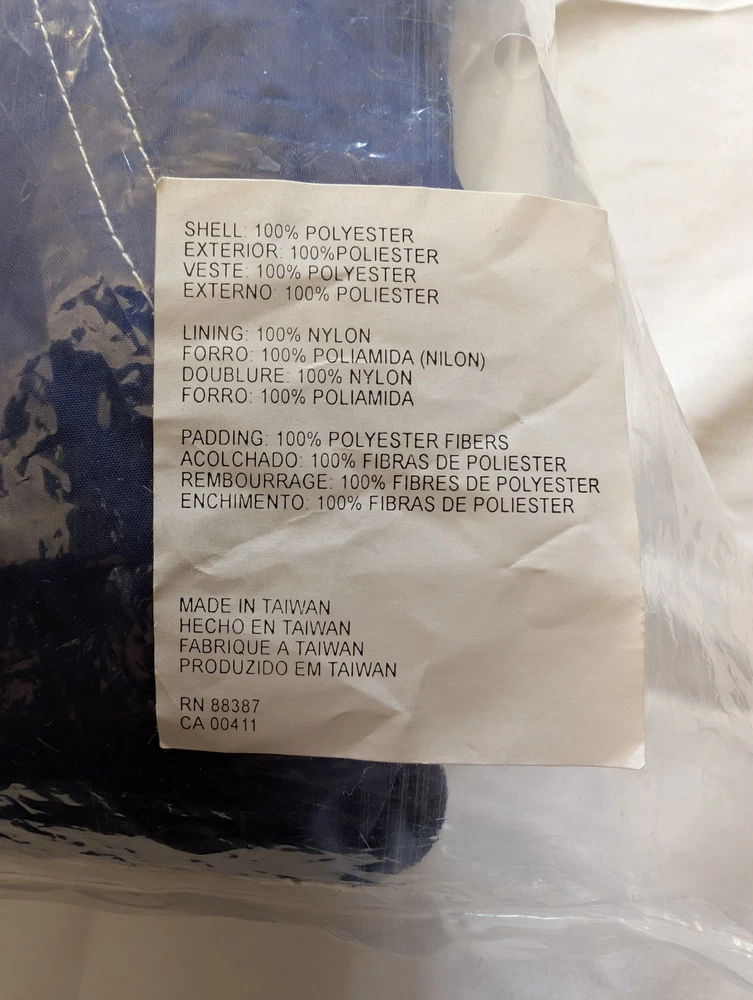 SHELL: 100% POLYESTER
EXTERIOR: 100%POLIESTER
VESTE: 100% POLYESTER
EXTERNO: 100% POLIESTER
LINING: 100% NYLON
FORRO: 100% POLIAMIDA (NILON)
DOUBLURE: 100% NYLON
FORRO: 100% POLIAMIDA
PADDING: 100% POLYESTER FIBERS
ACOLCHADO: 100% FIBRAS DE POLIESTER
REMBOURRAGE: 100% FIBRES DE POLYESTER
ENCHIMENTO: 100% FIBRAS DE POLIESTER
MADE IN TAIWAN
HECHO EN TAIWAN
FABRIQUE A TAIWAN
PRODUZIDO EM TAIWAN
RN 88387
CA 00411